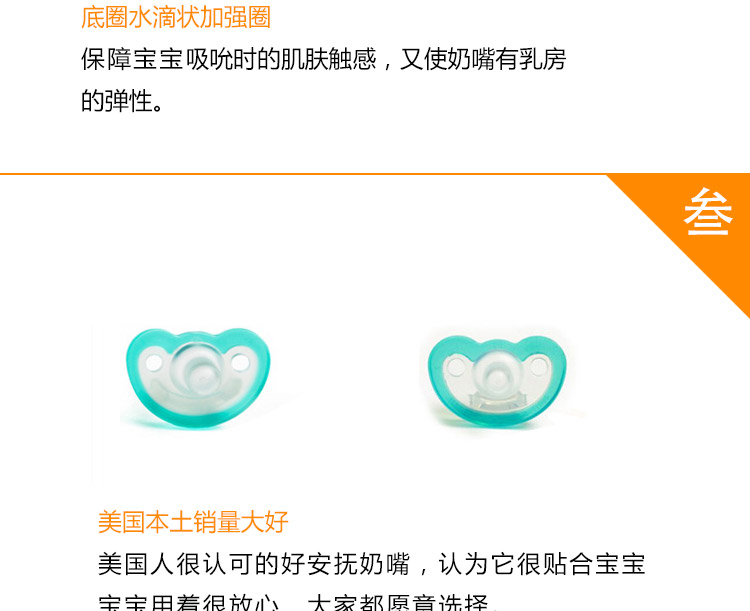 底圈水滴状加强圈
保障宝宝吸吮时的肌肤触感，又使奶嘴有乳房
的弹性。
叁
美国本土销量大好
美国人很认可的好安抚奶嘴，认为它很贴合宝宝
宝宝用着很放心，大家都愿意选择。